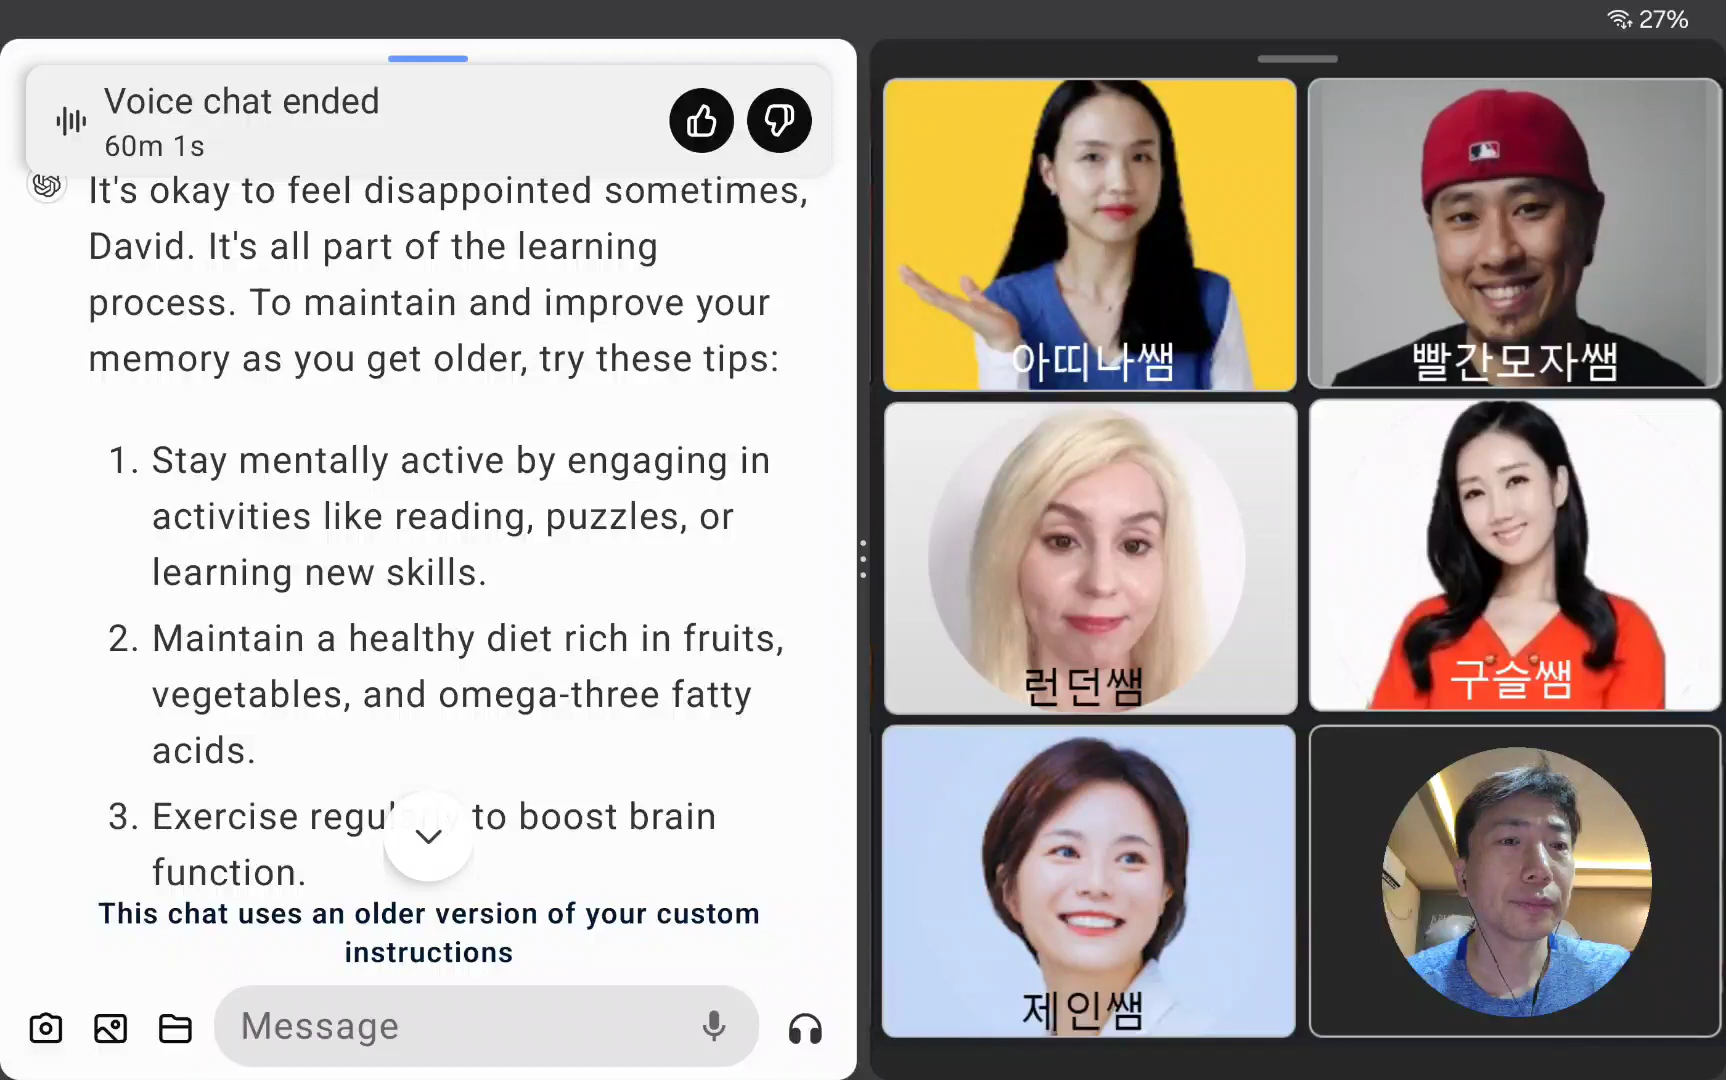 27%
Voice chat ended
60m 1s
It's okay to feel disappointed sometimes,
David. It's all part of the learning
process. To maintain and improve your
memory as you get older, try these tips:
1. Stay mentally active by engaging in
activities like reading, puzzles, or
learning new skills.
2. Maintain a healthy diet rich in fruits,
vegetables, and omega-three fatty
acids.
3. Exercise to boost brain
function.
This chat uses an older version of your custom
instructions
Message
아띠나쌤
빨간모자쌤
런던쌤
구슬쌤
제인쌤